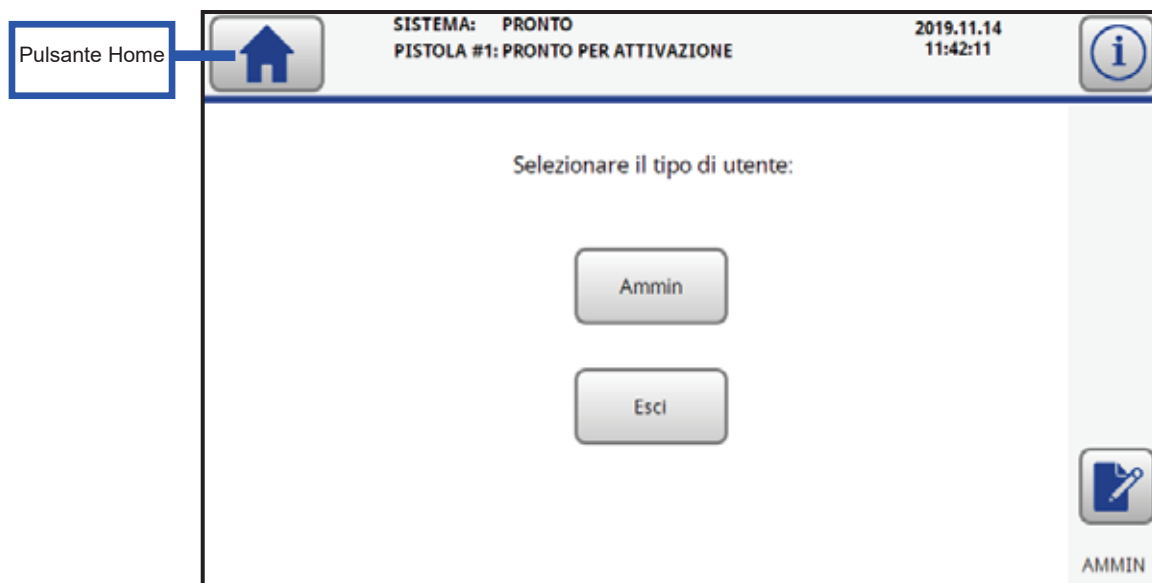 Pulsante Home
SISTEMA: PRONTO
PISTOLA #1: PRONTO PER ATTIVAZIONE
2019.11.14
11:42:11
i
Selezionare il tipo di utente:
Ammin
Esci
AMMIN